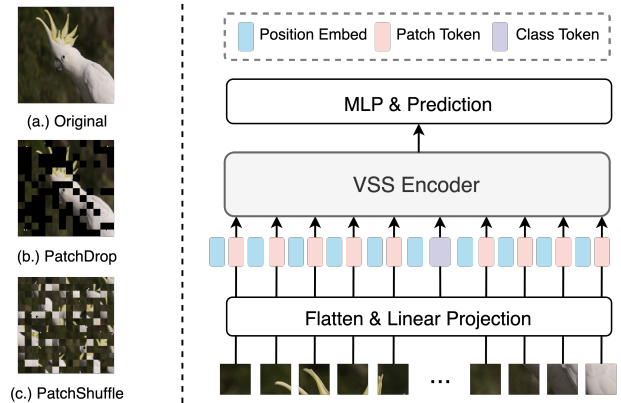 (a.) Original
(b.) PatchDrop
(c.) PatchShuffle
Position Embed
Patch Token
Class Token
MLP & Prediction
VSS Encoder
Flatten & Linear Projection
...